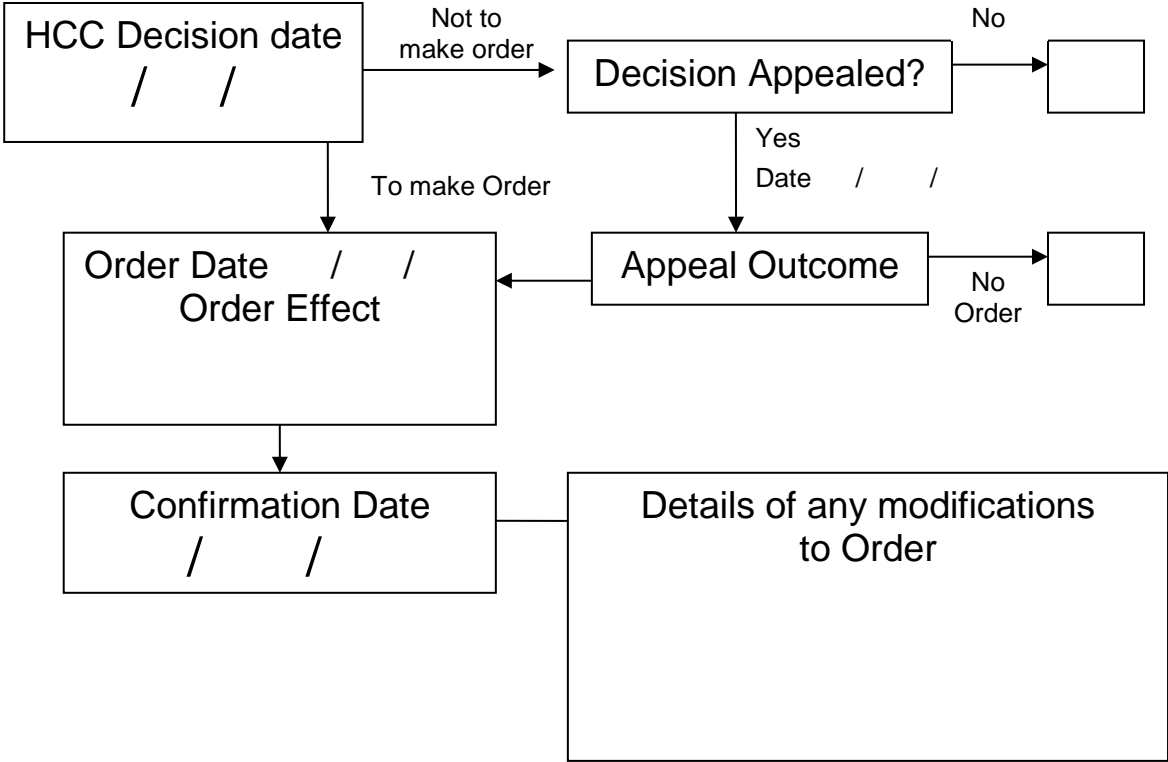 HCC Decision date
/ /
Not to
make order
Decision Appealed?
No
Yes
Date / /
To make Order
Order Date / /
Order Effect
Appeal Outcome
No
Order
Confirmation Date
/ /
Details of any modifications
to Order